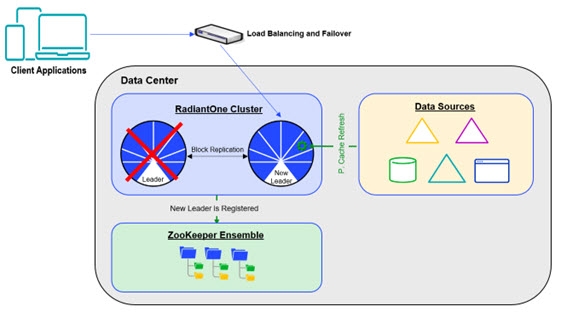 Load Balancing and Failover
Client Applications
Data Center
RadiantOne Cluster
Data Sources
Block Replication
Leader
New
Leader
P. Cache Refresh
New Leader Is Registered
ZooKeeper Ensemble